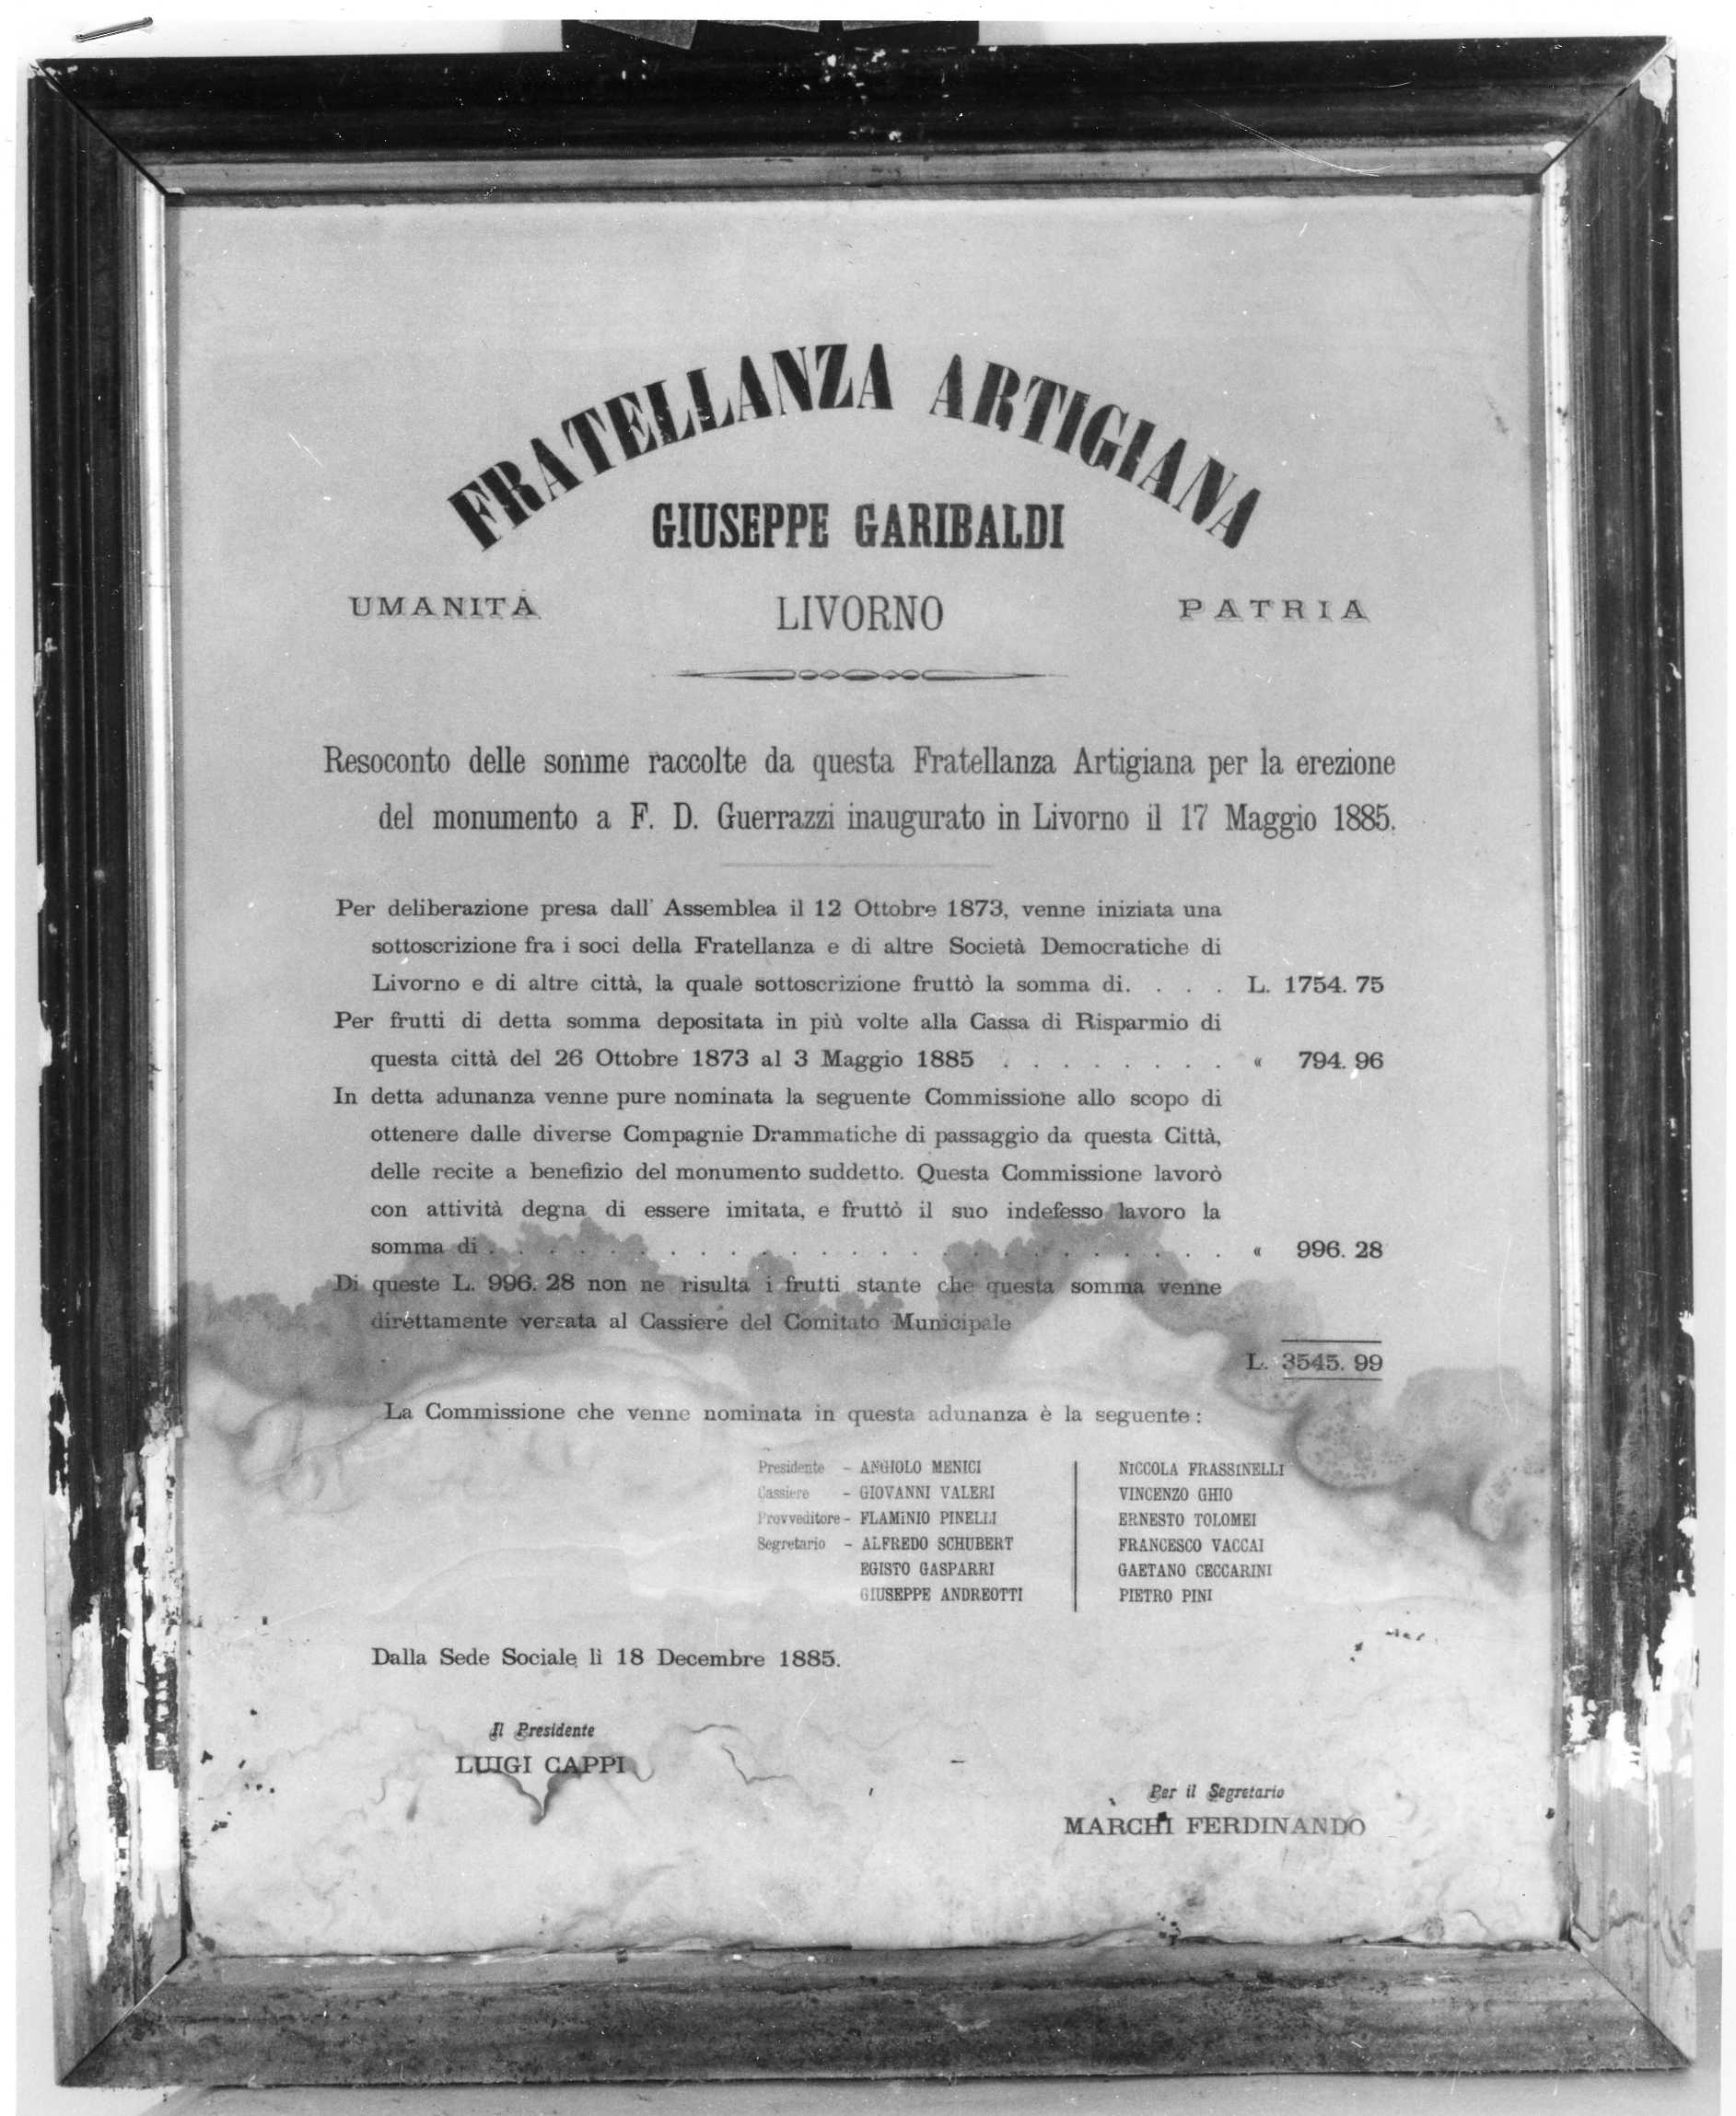 FRATELLANZA ARTIGIANA
GIUSEPPE GARIBALDI
UMANITÀ LIVORNO PATRIA
Resoconto delle somme raccolte da questa Fratellanza Artigiana per la erezione
del monumento a F. D. Guerrazzi inaugurato in Livorno il 17 Maggio 1885.
Per deliberazione presa dall' Assemblea il 12 Ottobre 1873, venne iniziata una
sottoscrizione fra i soci della Fratellanza e di altre Società Democratiche di
Livorno e di altre città, la quale sottoscrizione fruttò la somma di. . . . L. 1754. 75
Per frutti di detta somma depositata in più volte alla Cassa di Risparmio di
questa città del 26 Ottobre 1873 al 3 Maggio 1885 . . . . . . . . « 794. 96
In detta adunanza venne pure nominata la seguente Commissione allo scopo di
ottenere dalle diverse Compagnie Drammatiche di passaggio da questa Città,
delle recite a benefizio del monumento suddetto. Questa Commissione lavorò
con attività degna di essere imitata, e fruttò il suo indefesso lavoro la
somma di . . . . . . . . . . . . . . . . . . . . . . . . . « 996. 28
Di queste L. 996. 28 non ne risulta i frutti stante che questa somma venne
direttamente versata al Cassiere del Comitato Municipale
L. 3545. 99
La Commissione che venne nominata in questa adunanza è la seguente:
Presidente - ANGIOLO MENICI
Cassiere - GIOVANNI VALERI
Provveditore - FLAMINIO PINELLI
Segretario - ALFREDO SCHUBERT
EGISTO GASPARRI
GIUSEPPE ANDREOTTI
NICCOLA FRASSINELLI
VINCENZO GHIO
ERNESTO TOLOMEI
FRANCESCO VACCAI
GAETANO CECCARINI
PIETRO PINI
Dalla Sede Sociale lì 18 Decembre 1885.
Il Presidente
LUIGI CAPPI
Per il Segretario
MARCHI FERDINANDO